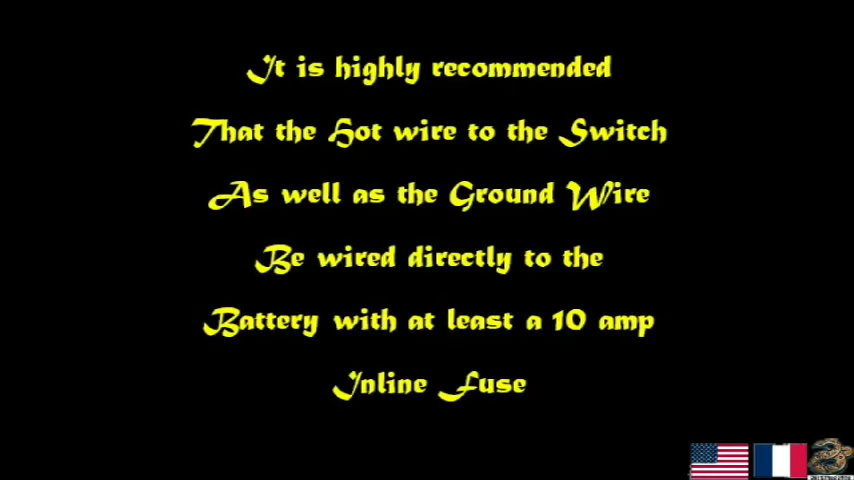 It is highly recommended
That the Hot wire to the Switch
As well as the Ground Wire
Be wired directly to the
Battery with at least a 10 amp
Inline Fuse